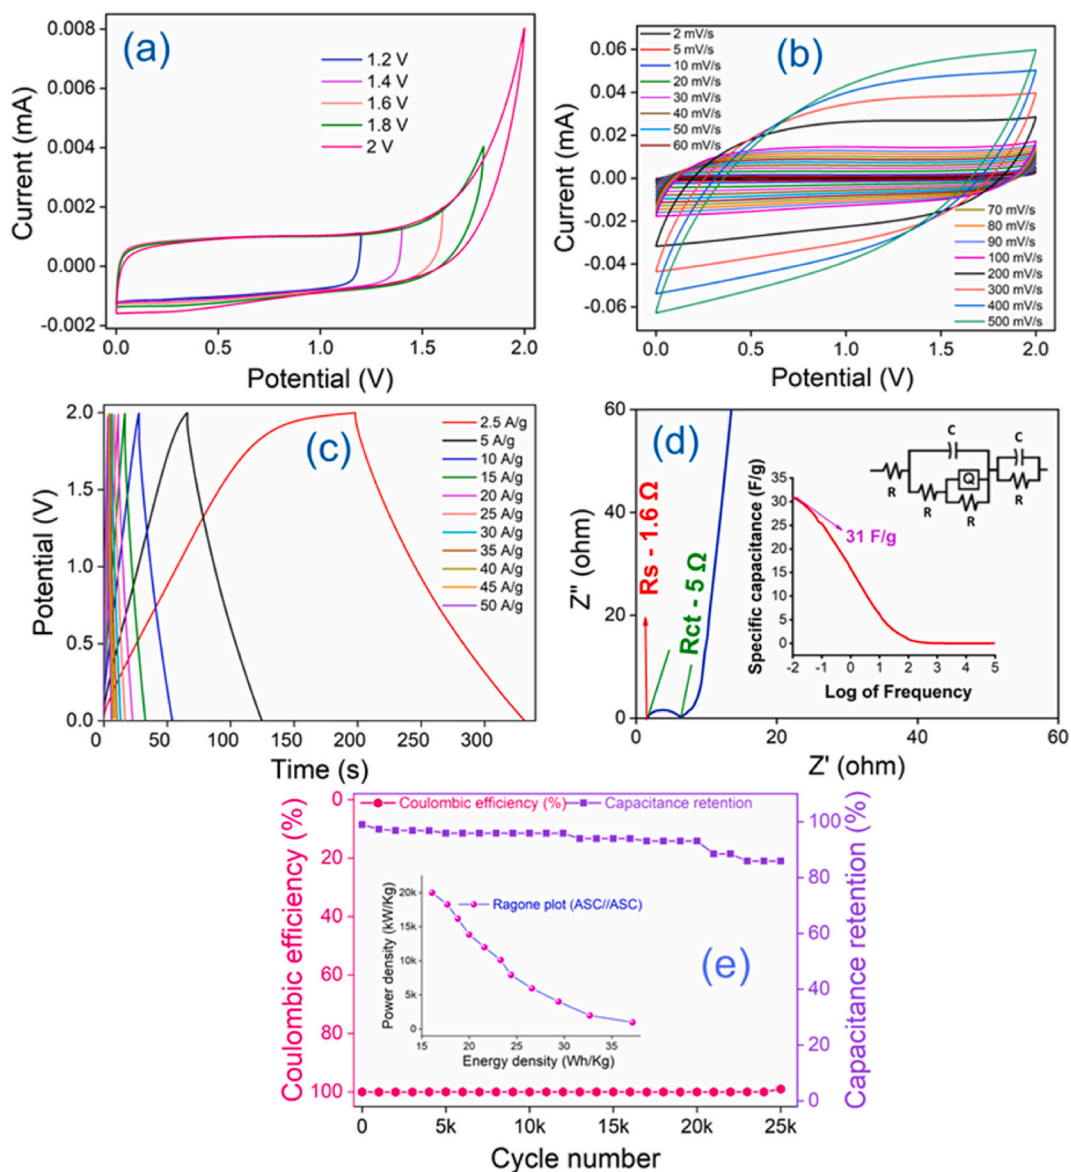 (a)
0.008
0.006
0.004
0.002
0.000
-0.002
Current (mA)
1.2 V
1.4 V
1.6 V
1.8 V
2 V
0.0 0.5 1.0 1.5 2.0
Potential (V)
(b)
0.06
0.04
0.02
0.00
-0.02
-0.04
-0.06
Current (mA)
2 mV/s
5 mV/s
10 mV/s
20 mV/s
30 mV/s
40 mV/s
50 mV/s
60 mV/s
70 mV/s
80 mV/s
90 mV/s
100 mV/s
200 mV/s
300 mV/s
400 mV/s
500 mV/s
0.0 0.5 1.0 1.5 2.0
Potential (V)
(c)
2.0
1.5
1.0
0.5
0.0
Potential (V)
2.5 A/g
5 A/g
10 A/g
15 A/g
20 A/g
25 A/g
30 A/g
35 A/g
40 A/g
45 A/g
50 A/g
0 50 100 150 200 250 300
Time (s)
(d)
60
40
20
0
Z" (ohm)
Rs - 1.6 Ω
Rct - 5 Ω
C
C
Q
R
R
R
R
Specific capacitance (F/g)
35
30
25
20
15
10
5
0
31 F/g
-2 -1 0 1 2 3 4 5
Log of Frequency
0 20 40 60
Z' (ohm)
(e)
Coulombic efficiency (%)
0
20
40
60
80
100
Coulombic efficiency (%)
Capacitance retention
100
80
60
40
20
0
Capacitance retention (%)
Power density (kW/Kg)
20k
15k
10k
5k
0
Ragone plot (ASC//ASC)
15 20 25 30 35
Energy density (Wh/Kg)
0 5k 10k 15k 20k 25k
Cycle number